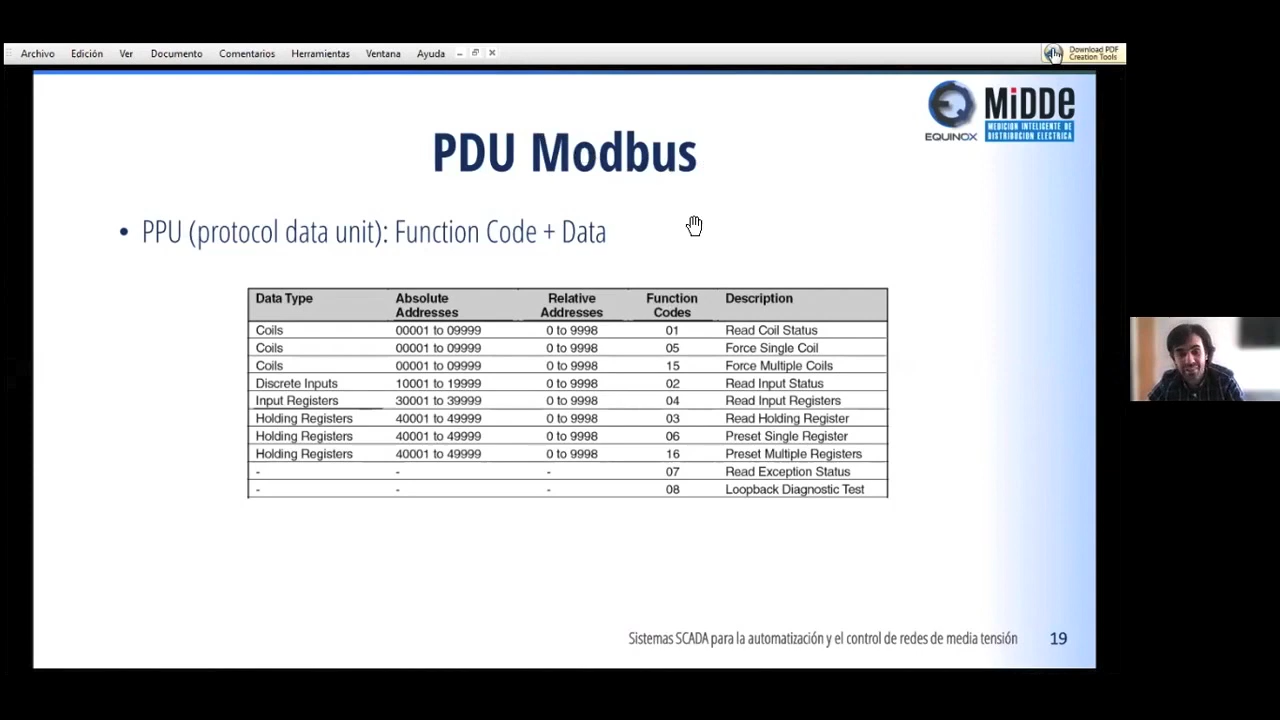 Archivo Edición Ver Documento Comentarios Herramientas Ventana Ayuda
Download PDF
Creation Tools
EQUINOX
MiDDE
MEDICION INTELIGENTE DE
DISTRIBUCION ELECTRICA
PDU Modbus
• PPU (protocol data unit): Function Code + Data
Data Type Absolute Addresses Relative Addresses Function Codes Description
Coils 00001 to 09999 0 to 9998 01 Read Coil Status
Coils 00001 to 09999 0 to 9998 05 Force Single Coil
Coils 00001 to 09999 0 to 9998 15 Force Multiple Coils
Discrete Inputs 10001 to 19999 0 to 9998 02 Read Input Status
Input Registers 30001 to 39999 0 to 9998 04 Read Input Registers
Holding Registers 40001 to 49999 0 to 9998 03 Read Holding Register
Holding Registers 40001 to 49999 0 to 9998 06 Preset Single Register
Holding Registers 40001 to 49999 0 to 9998 16 Preset Multiple Registers
- - - 07 Read Exception Status
- - - 08 Loopback Diagnostic Test
Sistemas SCADA para la automatización y el control de redes de media tensión 19